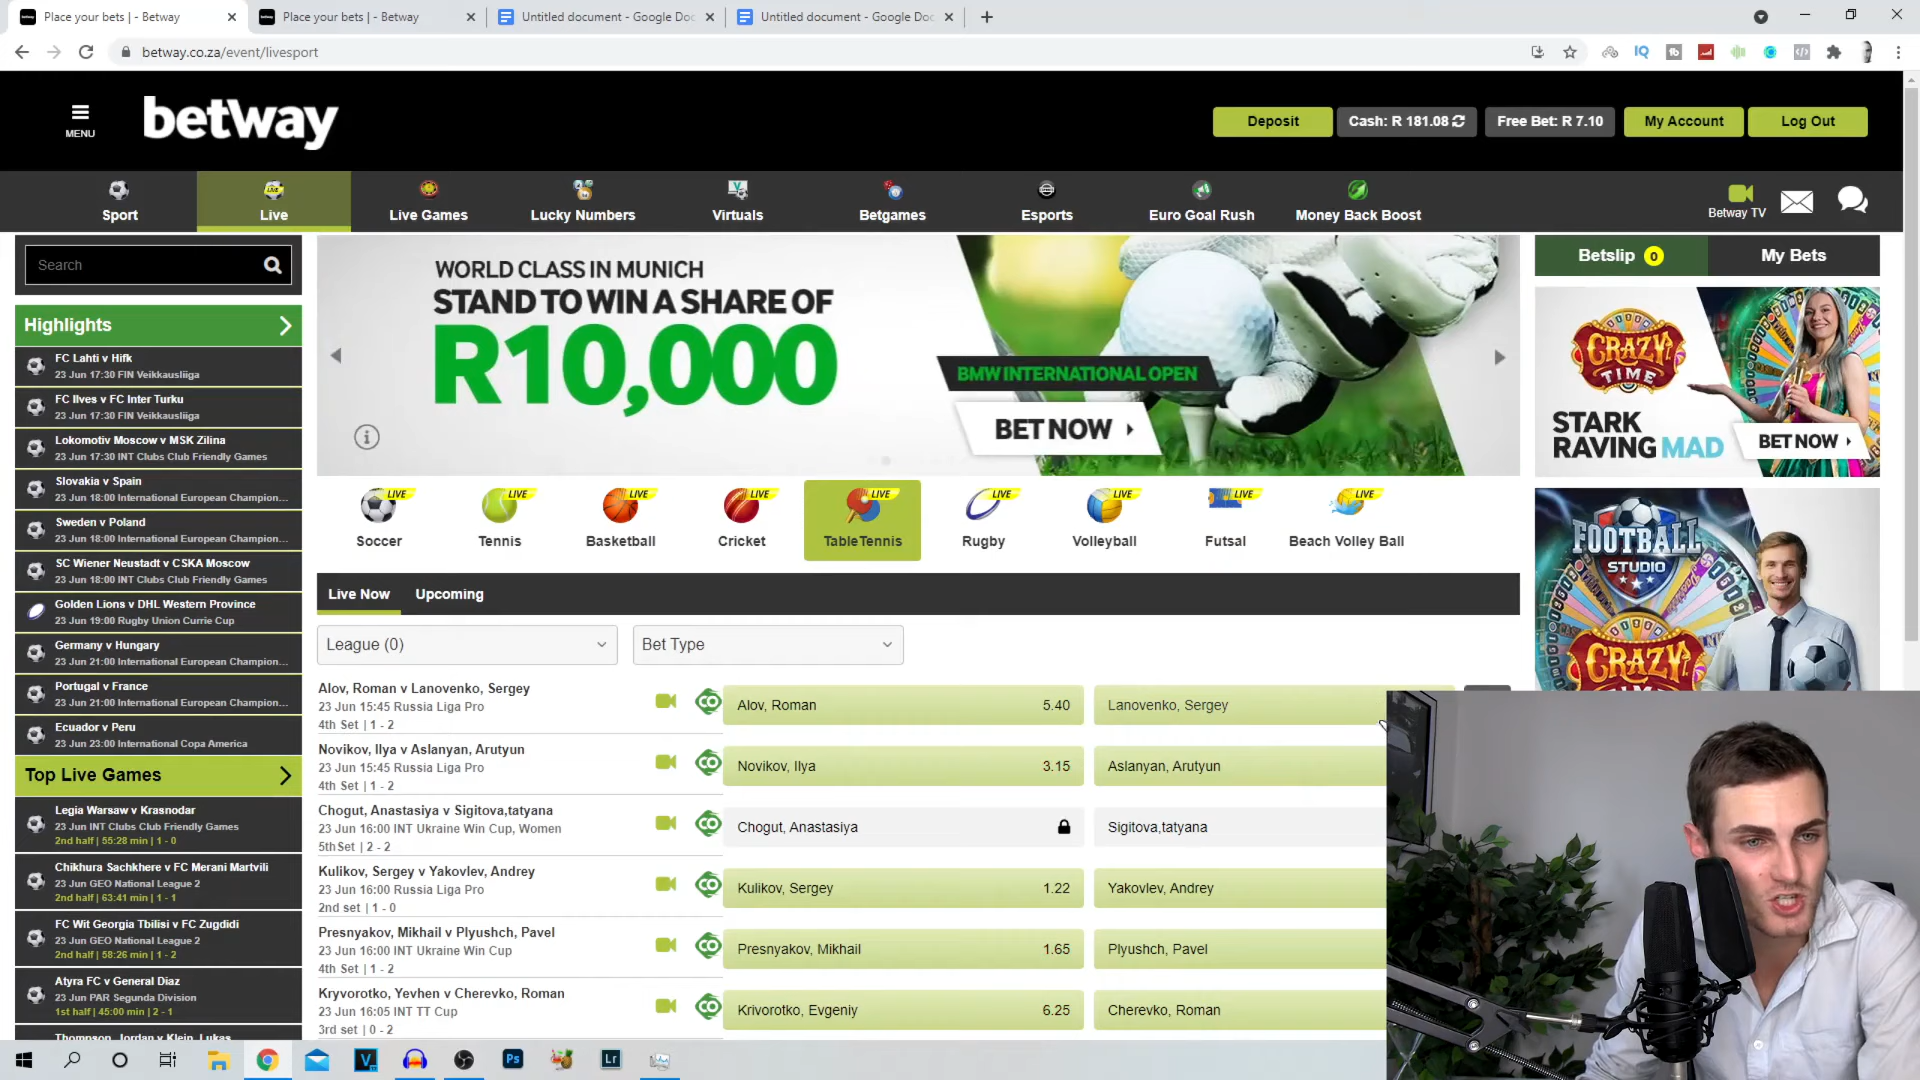 Place your bets | - Betway
Place your bets | - Betway
Untitled document - Google Doc
Untitled document - Google Doc
betway.co.za/event/livesport
MENU
betway
Deposit
Cash: R 181.08
Free Bet: R 7.10
My Account
Log Out
Sport
Live
Live Games
Lucky Numbers
Virtuals
Betgames
Esports
Euro Goal Rush
Money Back Boost
Betway TV
Search
Highlights
FC Lahti v Hifk
23 Jun 17:30 FIN Veikkausliiga
FC Ilves v FC Inter Turku
23 Jun 17:30 FIN Veikkausliiga
Lokomotiv Moscow v MSK Zilina
23 Jun 17:30 INT Clubs Club Friendly Games
Slovakia v Spain
23 Jun 18:00 International European Champion...
Sweden v Poland
23 Jun 18:00 International European Champion...
SC Wiener Neustadt v CSKA Moscow
23 Jun 18:00 INT Clubs Club Friendly Games
Golden Lions v DHL Western Province
23 Jun 19:00 Rugby Union Currie Cup
Germany v Hungary
23 Jun 21:00 International European Champion...
Portugal v France
23 Jun 21:00 International European Champion...
Ecuador v Peru
23 Jun 23:00 International Copa America
Top Live Games
Legia Warsaw v Krasnodar
23 Jun INT Clubs Club Friendly Games
2nd half | 55:28 min | 1 - 0
Chikhura Sachkhere v FC Merani Martvili
23 Jun GEO National League 2
2nd half | 63:41 min | 1 - 1
FC Wit Georgia Tbilisi v FC Zugdidi
23 Jun GEO National League 2
2nd half | 58:26 min | 1 - 2
Atyra FC v General Diaz
23 Jun PAR Segunda Division
1st half | 45:00 min | 2 - 1
Thompson, Jordan v Klein, Lukas
WORLD CLASS IN MUNICH
STAND TO WIN A SHARE OF
R10,000
BMW INTERNATIONAL OPEN
BET NOW
LIVE
LIVE
LIVE
LIVE
LIVE
LIVE
LIVE
LIVE
LIVE
Soccer
Tennis
Basketball
Cricket
TableTennis
Rugby
Volleyball
Futsal
Beach Volley Ball
Live Now
Upcoming
League (0)
Bet Type
Alov, Roman v Lanovenko, Sergey
23 Jun 15:45 Russia Liga Pro
4th Set | 1 - 2
Alov, Roman
5.40
Lanovenko, Sergey
Novikov, Ilya v Aslanyan, Arutyun
23 Jun 15:45 Russia Liga Pro
4th Set | 1 - 2
Novikov, Ilya
3.15
Aslanyan, Arutyun
Chogut, Anastasiya v Sigitova,tatyana
23 Jun 16:00 INT Ukraine Win Cup, Women
5thSet | 2 - 2
Chogut, Anastasiya
Sigitova,tatyana
Kulikov, Sergey v Yakovlev, Andrey
23 Jun 16:00 Russia Liga Pro
2nd set | 1 - 0
Kulikov, Sergey
1.22
Yakovlev, Andrey
Presnyakov, Mikhail v Plyushch, Pavel
23 Jun 16:00 INT Ukraine Win Cup
4th Set | 1 - 2
Presnyakov, Mikhail
1.65
Plyushch, Pavel
Kryvorotko, Yevhen v Cherevko, Roman
23 Jun 16:05 INT TT Cup
3rd set | 0 - 2
Krivorotko, Evgeniy
6.25
Cherevko, Roman
Betslip 0
My Bets
CRAZY
TIME
STARK
RAVING MAD
BET NOW
FOOTBALL
STUDIO
CRAZY